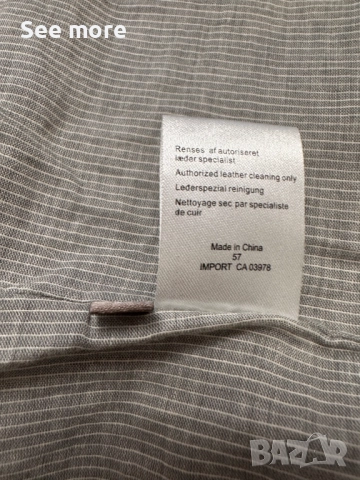 See more
Renses af autoriseret
læder specialist
Authorized leather cleaning only
Lederspezial reinigung
Nettoyage sec par specialiste
de cuir
Made in China
57
IMPORT CA 03978
BAZAR